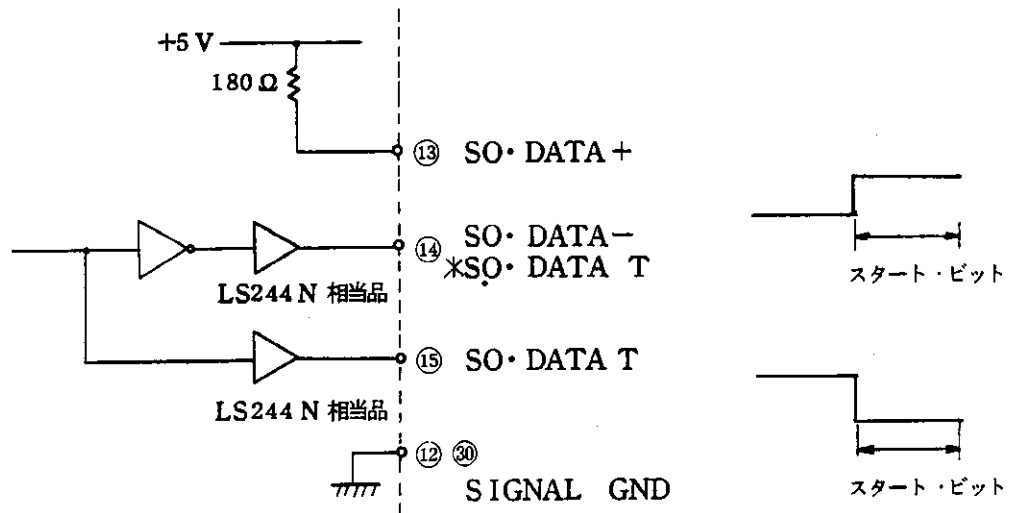 +5 V
180 Ω
⑬ SO・DATA+
⑭ SO・DATA−
*SO・DATA T
スタート・ビット
LS244 N 相当品
⑮ SO・DATA T
LS244 N 相当品
⑫ ㉚
SIGNAL GND
スタート・ビット